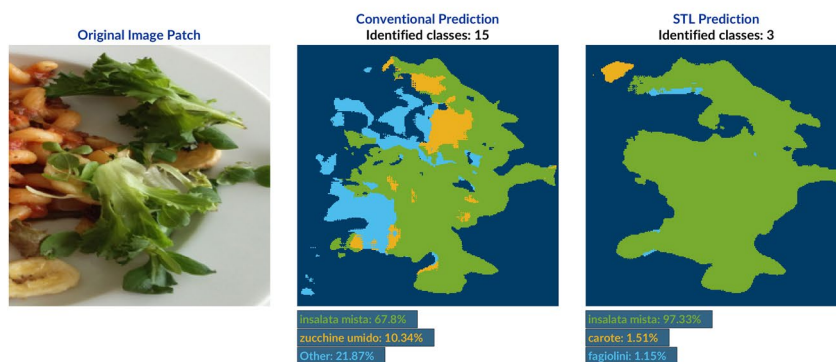 Original Image Patch
Conventional Prediction
Identified classes: 15
STL Prediction
Identified classes: 3
insalata mista: 67.8%
zucchine umido: 10.34%
Other: 21.87%
insalata mista: 97.33%
carote: 1.51%
fagiolini: 1.15%